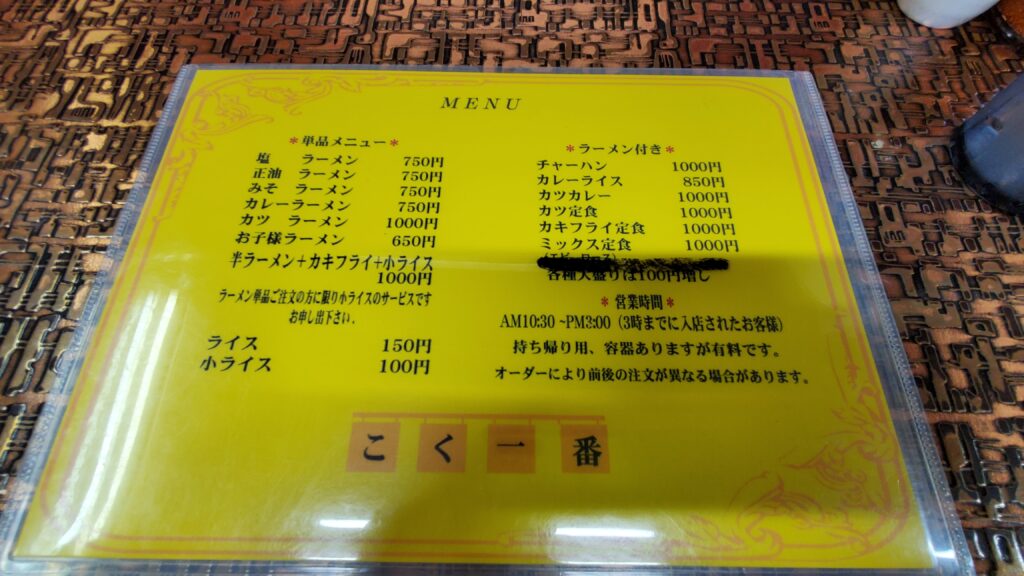 MENU
*単品メニュー*
塩 ラーメン 750円
正油 ラーメン 750円
みそ ラーメン 750円
カレーラーメン 750円
カツ ラーメン 1000円
お子様ラーメン 650円
半ラーメン+カキフライ+小ライス
1000円
ラーメン単品ご注文の方に限り小ライスのサービスです
お申し出下さい.
ライス 150円
小ライス 100円
*ラーメン付き*
チャーハン 1000円
カレーライス 850円
カツカレー 1000円
カツ定食 1000円
カキフライ定食 1000円
ミックス定食 1000円
各種大盛りは100円増し
*営業時間*
AM10:30 ~PM3:00(3時までに入店されたお客様)
持ち帰り用、容器ありますが有料です。
オーダーにより前後の注文が異なる場合があります。
こく一番